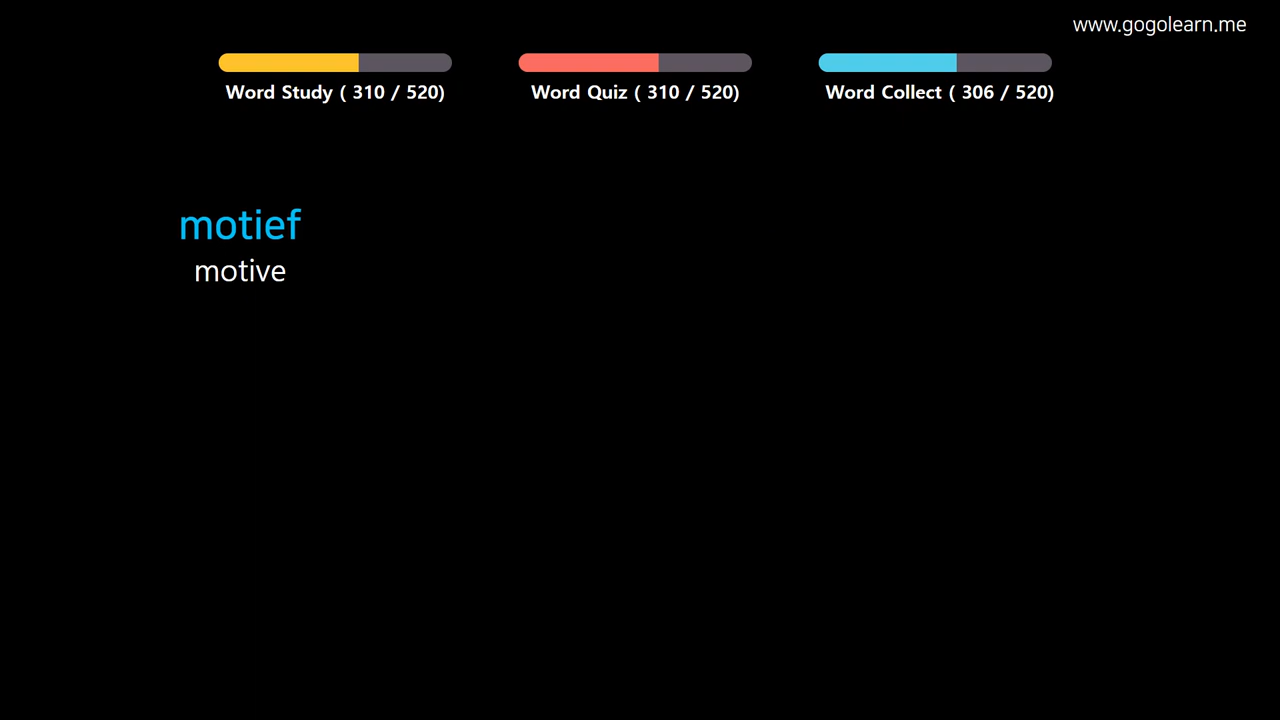 www.gogolearn.me
Word Study ( 310 / 520)
Word Quiz ( 310 / 520)
Word Collect ( 306 / 520)
motief
motive